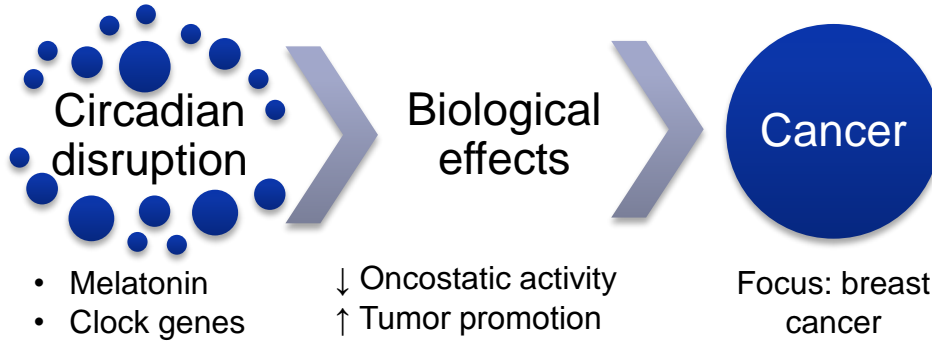 Circadian
disruption
Biological
effects
Cancer
• Melatonin
• Clock genes
↓ Oncostatic activity
↑ Tumor promotion
Focus: breast
cancer